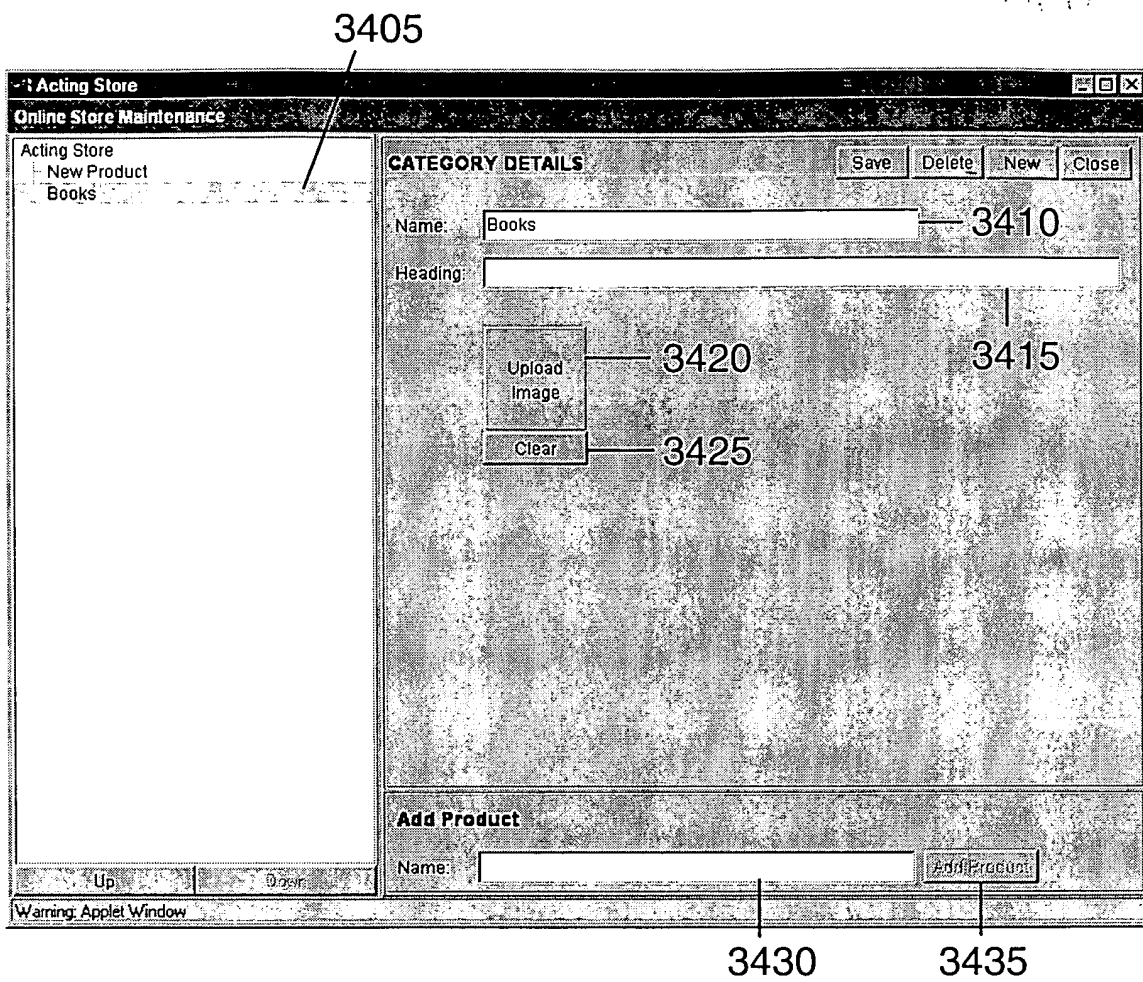 3405
Acting Store
Online Store Maintenance
Acting Store
New Product
Books
CATEGORY DETAILS
Save
Delete
New
Close
Name:
Books
3410
Heading:
3415
Upload
Image
3420
Clear
3425
Add Product
Name:
Add Product
Up
Down
Warning: Applet Window
3430
3435